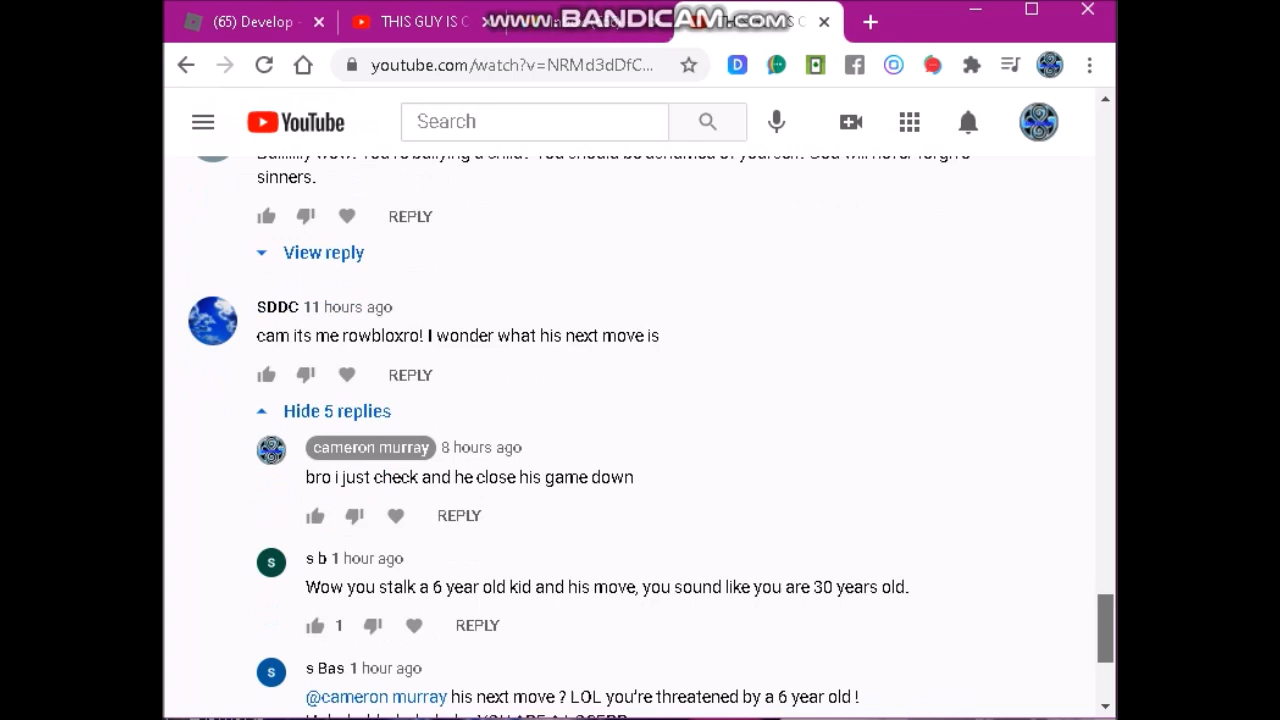 www.BANDICAM.com
(65) Develop -
THIS GUY IS C
youtube.com/watch?v=NRMd3dDfC...
YouTube
Search
sinners.
REPLY
View reply
SDDC 11 hours ago
cam its me rowbloxro! I wonder what his next move is
REPLY
Hide 5 replies
cameron murray 8 hours ago
bro i just check and he close his game down
REPLY
s b 1 hour ago
Wow you stalk a 6 year old kid and his move, you sound like you are 30 years old.
1 REPLY
s Bas 1 hour ago
@cameron murray his next move ? LOL you're threatened by a 6 year old !